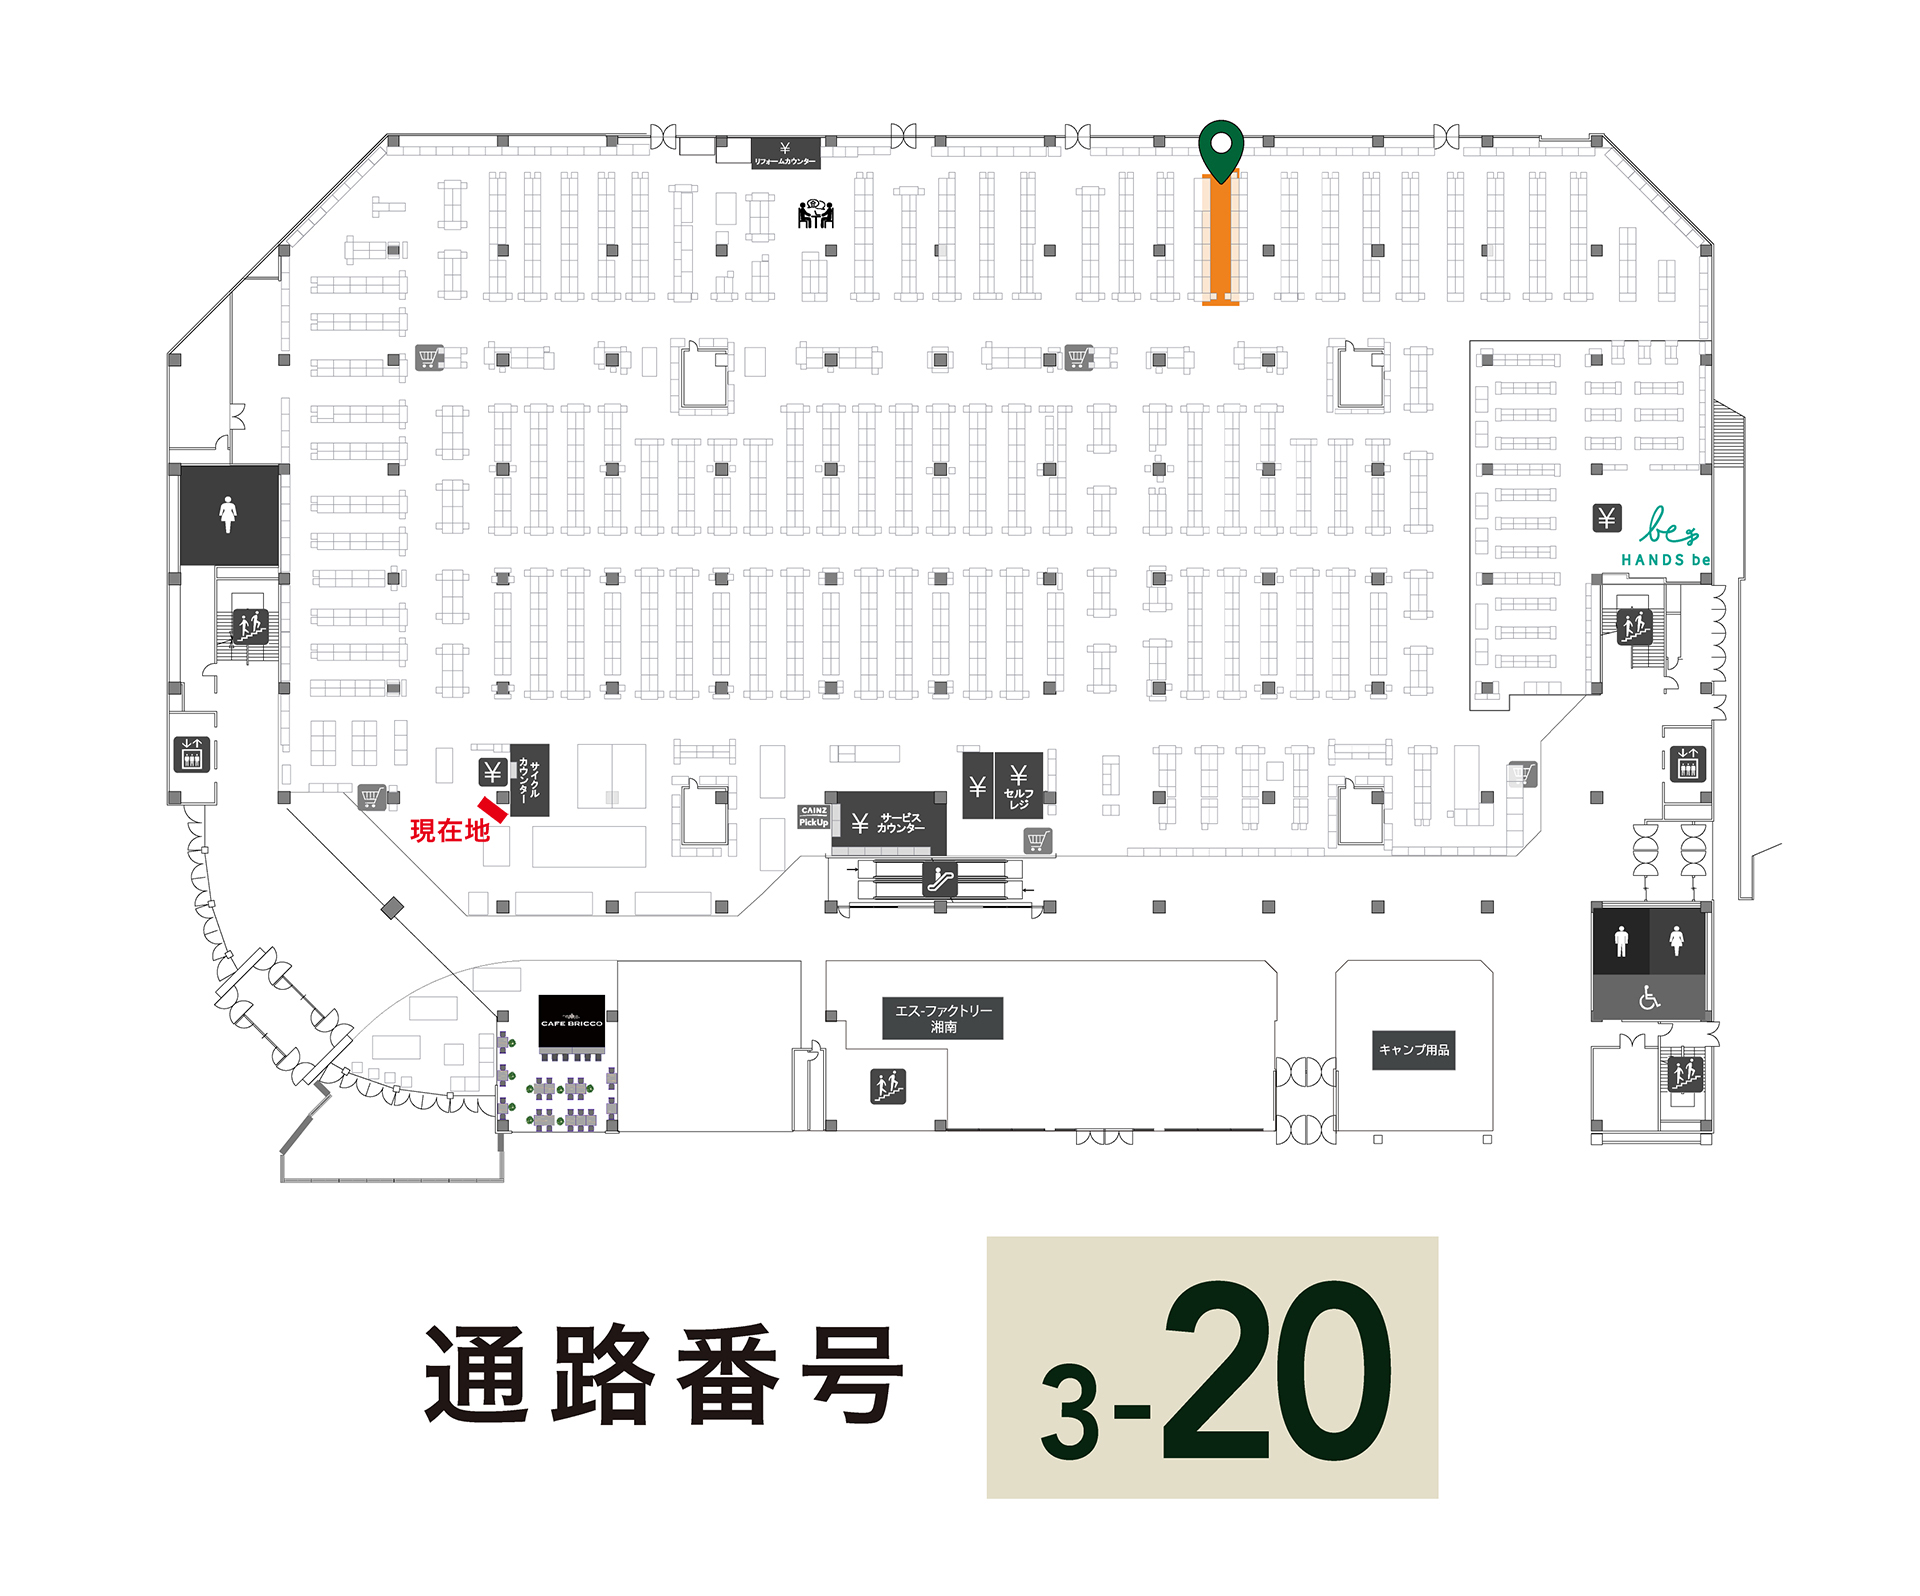 ¥
リフォームカウンター
¥
be
HANDS be
¥
サイクル
カウンター
現在地
CAINZ
PickUp
¥
サービス
カウンター
¥
¥
セルフ
レジ
CAFE BRICCO
エス-ファクトリー
湘南
キャンプ用品
通路番号
3-20